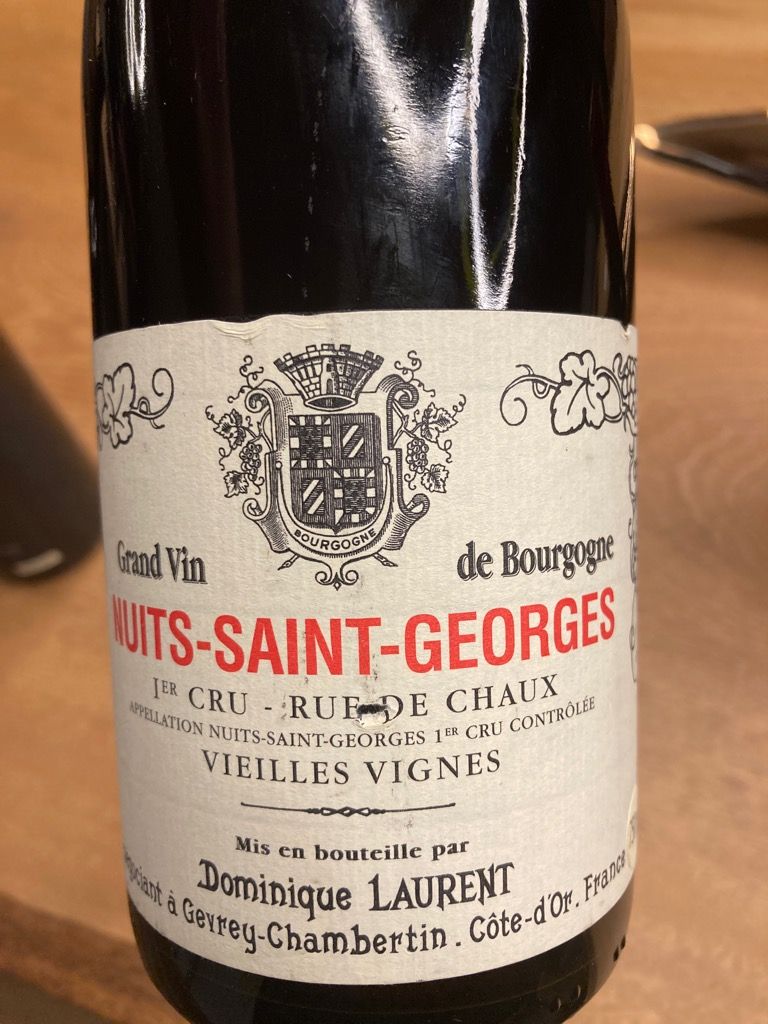 BOURGOGNE
Grand Vin de Bourgogne
NUITS-SAINT-GEORGES
1ER CRU - RUE DE CHAUX
APPELLATION NUITS-SAINT-GEORGES 1ER CRU CONTRÔLÉE
VIEILLES VIGNES
Mis en bouteille par
Dominique LAURENT
à Gevrey-Chambertin. Côte-d'Or. France